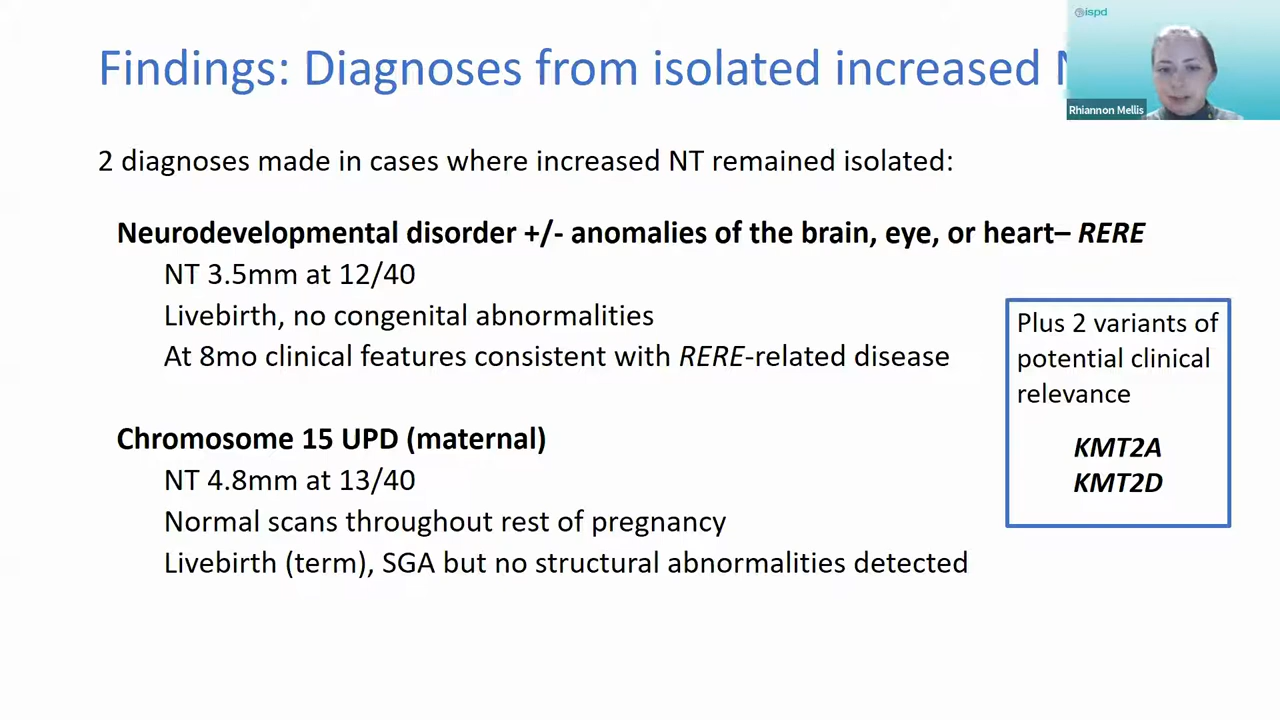 Findings: Diagnoses from isolated increased
ispd
Rhiannon Mellis
2 diagnoses made in cases where increased NT remained isolated:
Neurodevelopmental disorder +/- anomalies of the brain, eye, or heart– RERE
NT 3.5mm at 12/40
Livebirth, no congenital abnormalities
At 8mo clinical features consistent with RERE-related disease
Chromosome 15 UPD (maternal)
NT 4.8mm at 13/40
Normal scans throughout rest of pregnancy
Livebirth (term), SGA but no structural abnormalities detected
Plus 2 variants of
potential clinical
relevance
KMT2A
KMT2D